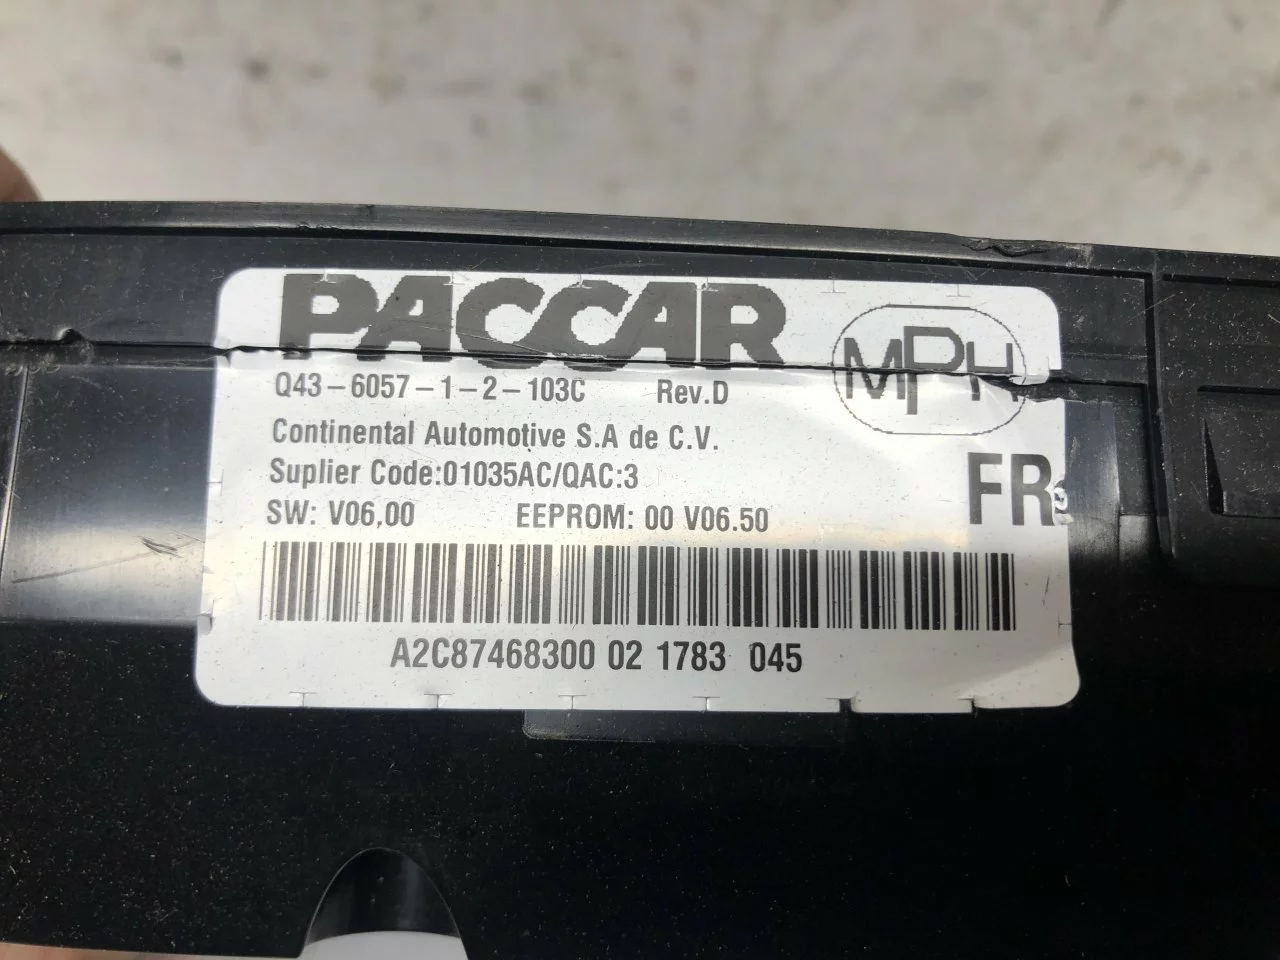 PACCAR
MPH
Q43-6057-1-2-103C Rev.D
Continental Automotive S.A de C.V.
Suplier Code:01035AC/QAC:3
FR
SW: V06.00 EEPROM: 00 V06.50
A2C87468300 02 1783 045